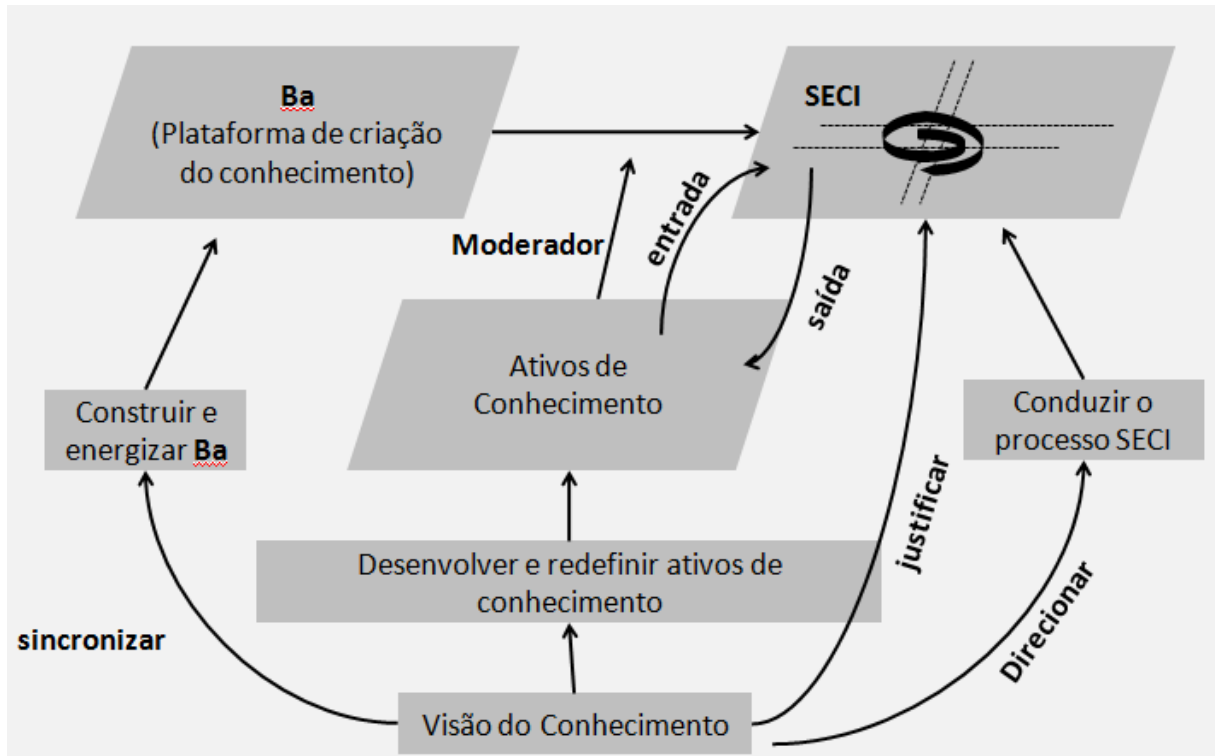 Ba
(Plataforma de criação
do conhecimento)
SECI
Moderador
entrada
saída
Ativos de
Conhecimento
Construir e
energizar Ba
Conduzir o
processo SECI
justificar
Desenvolver e redefinir ativos de
conhecimento
Direcionar
sincronizar
Visão do Conhecimento